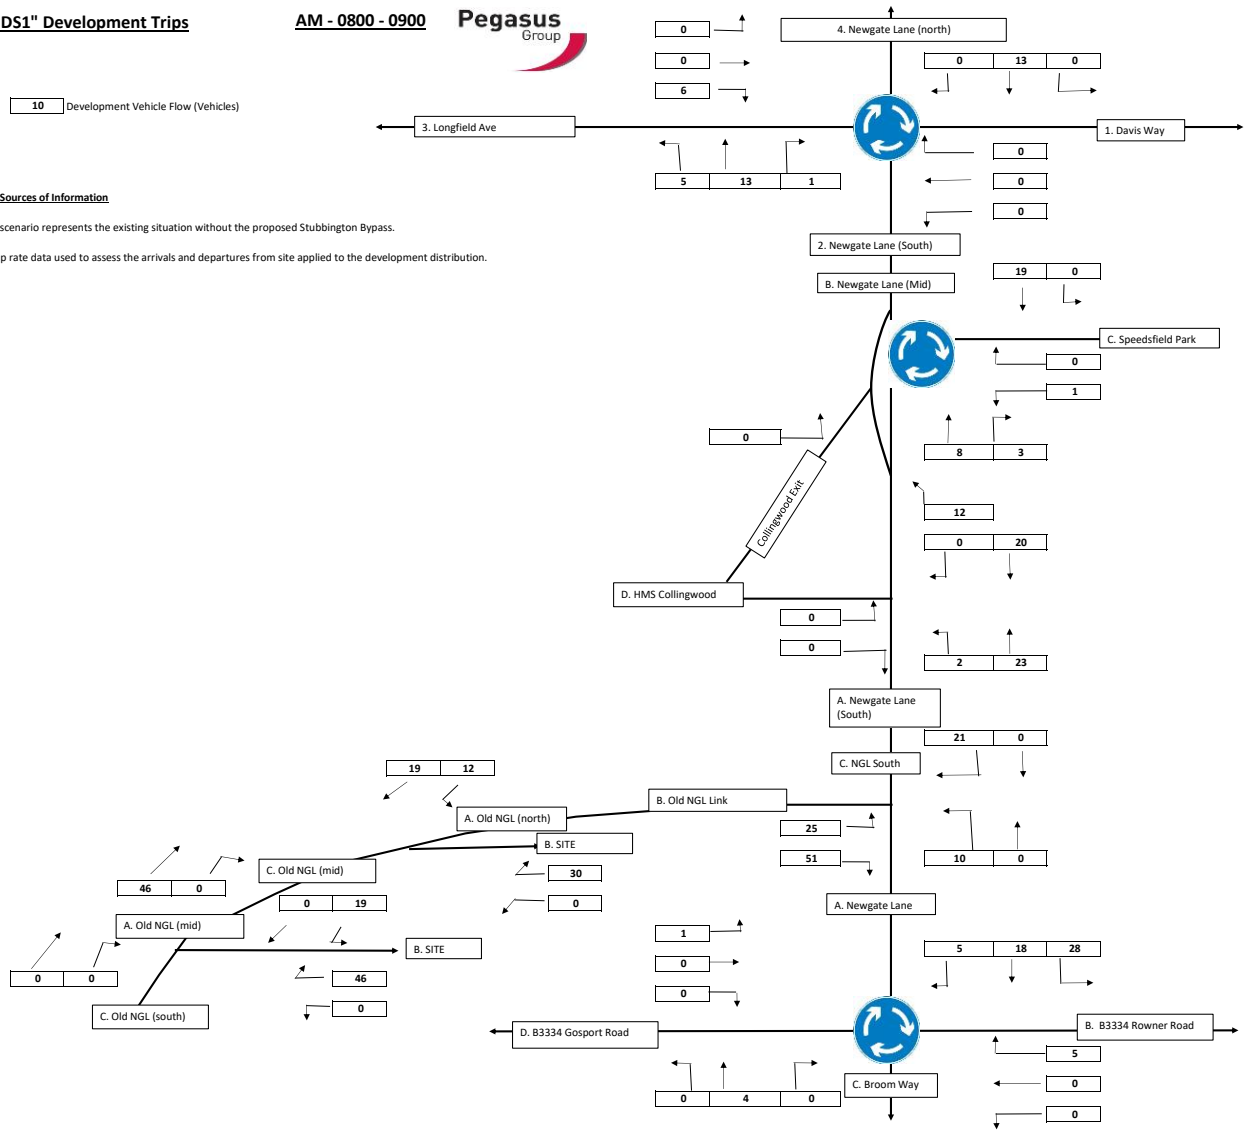 DS1" Development Trips
AM - 0800 - 0900
Pegasus
Group
10 Development Vehicle Flow (Vehicles)
Sources of Information
scenario represents the existing situation without the proposed Stubbington Bypass.
p rate data used to assess the arrivals and departures from site applied to the development distribution.
0
0
6
4. Newgate Lane (north)
0 13 0
3. Longfield Ave
1. Davis Way
5 13 1
0
0
0
2. Newgate Lane (South)
B. Newgate Lane (Mid)
19 0
C. Speedsfield Park
0
1
8 3
0
Collingwood Exit
12
0 20
D. HMS Collingwood
0
0
2 23
A. Newgate Lane
(South)
21 0
C. NGL South
19 12
B. Old NGL Link
A. Old NGL (north)
25
51
10 0
B. SITE
30
0
C. Old NGL (mid)
46 0
0 19
A. Old NGL (mid)
B. SITE
0 0
46
0
C. Old NGL (south)
A. Newgate Lane
1
0
0
5 18 28
D. B3334 Gosport Road
B. B3334 Rowner Road
5
0
0
C. Broom Way
0 4 0